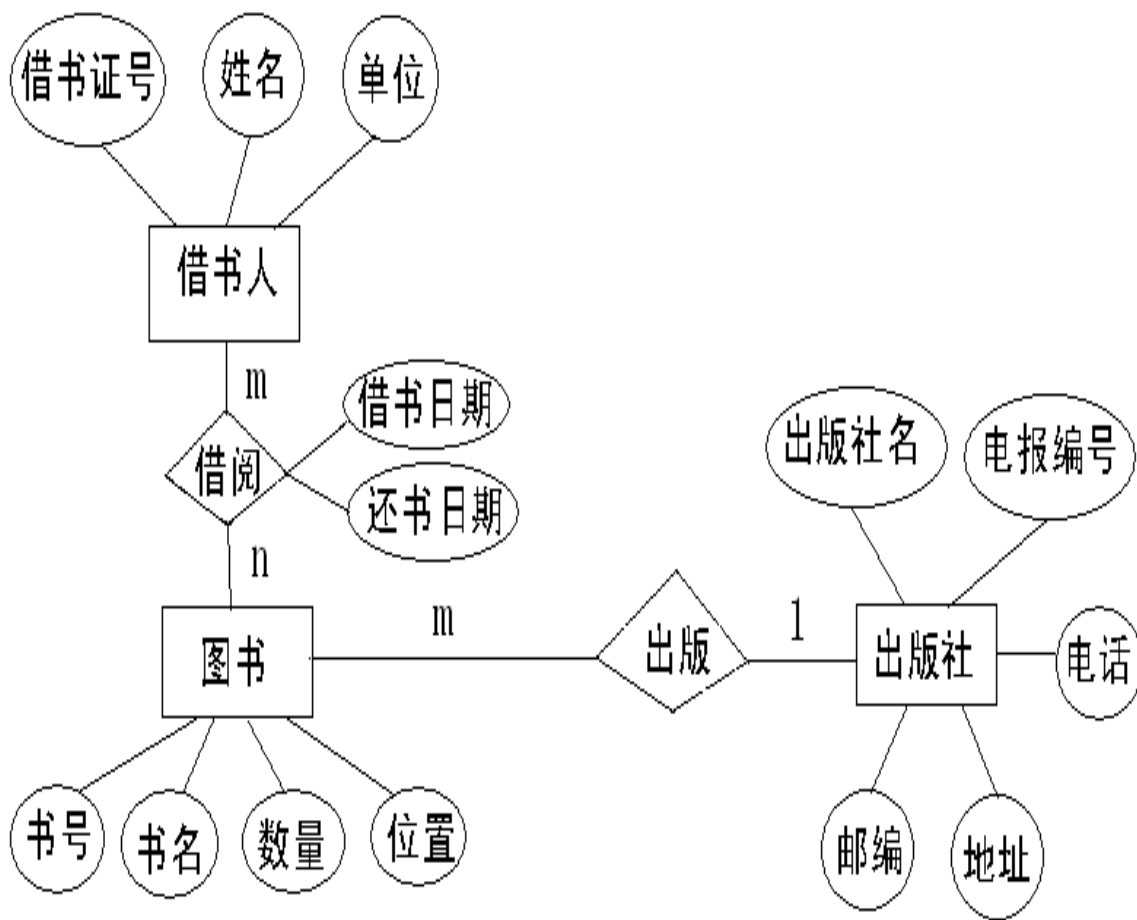 借书证号
姓名
单位
借书人
m
借书日期
借阅
还书日期
n
出版社名
电报编号
图书
m
出版
1
出版社
电话
书号
书名
数量
位置
邮编
地址